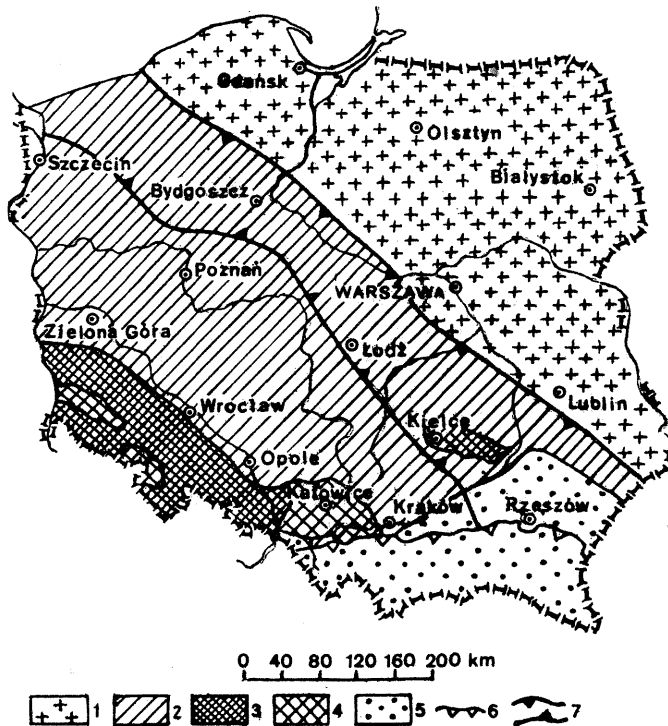 Gdańsk
Olsztyn
Szczecin
Białystok
Bydgoszcz
Poznań
WARSZAWA
Zielona Góra
Łódź
Lublin
Wrocław
Kielce
Opole
Katowice
Rzeszów
Kraków
0 40 80 120 160 200 km
1 2 3 4 5 6 7